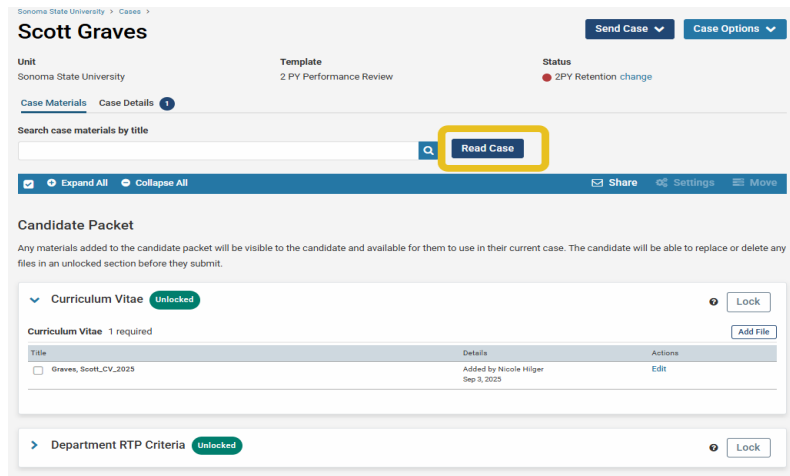 Sonoma State University > Cases >
Scott Graves
Send Case
Case Options
Unit
Template
Status
Sonoma State University
2 PY Performance Review
2PY Retention change
Case Materials Case Details 1
Search case materials by title
Read Case
Expand All Collapse All
Share Settings Move
Candidate Packet
Any materials added to the candidate packet will be visible to the candidate and available for them to use in their current case. The candidate will be able to replace or delete any
files in an unlocked section before they submit.
Curriculum Vitae Unlocked
Lock
Curriculum Vitae 1 required
Add File
Title Details Actions
Graves, Scott_CV_2025 Added by Nicole Hilger Edit
Sep 3, 2025
Department RTP Criteria Unlocked
Lock